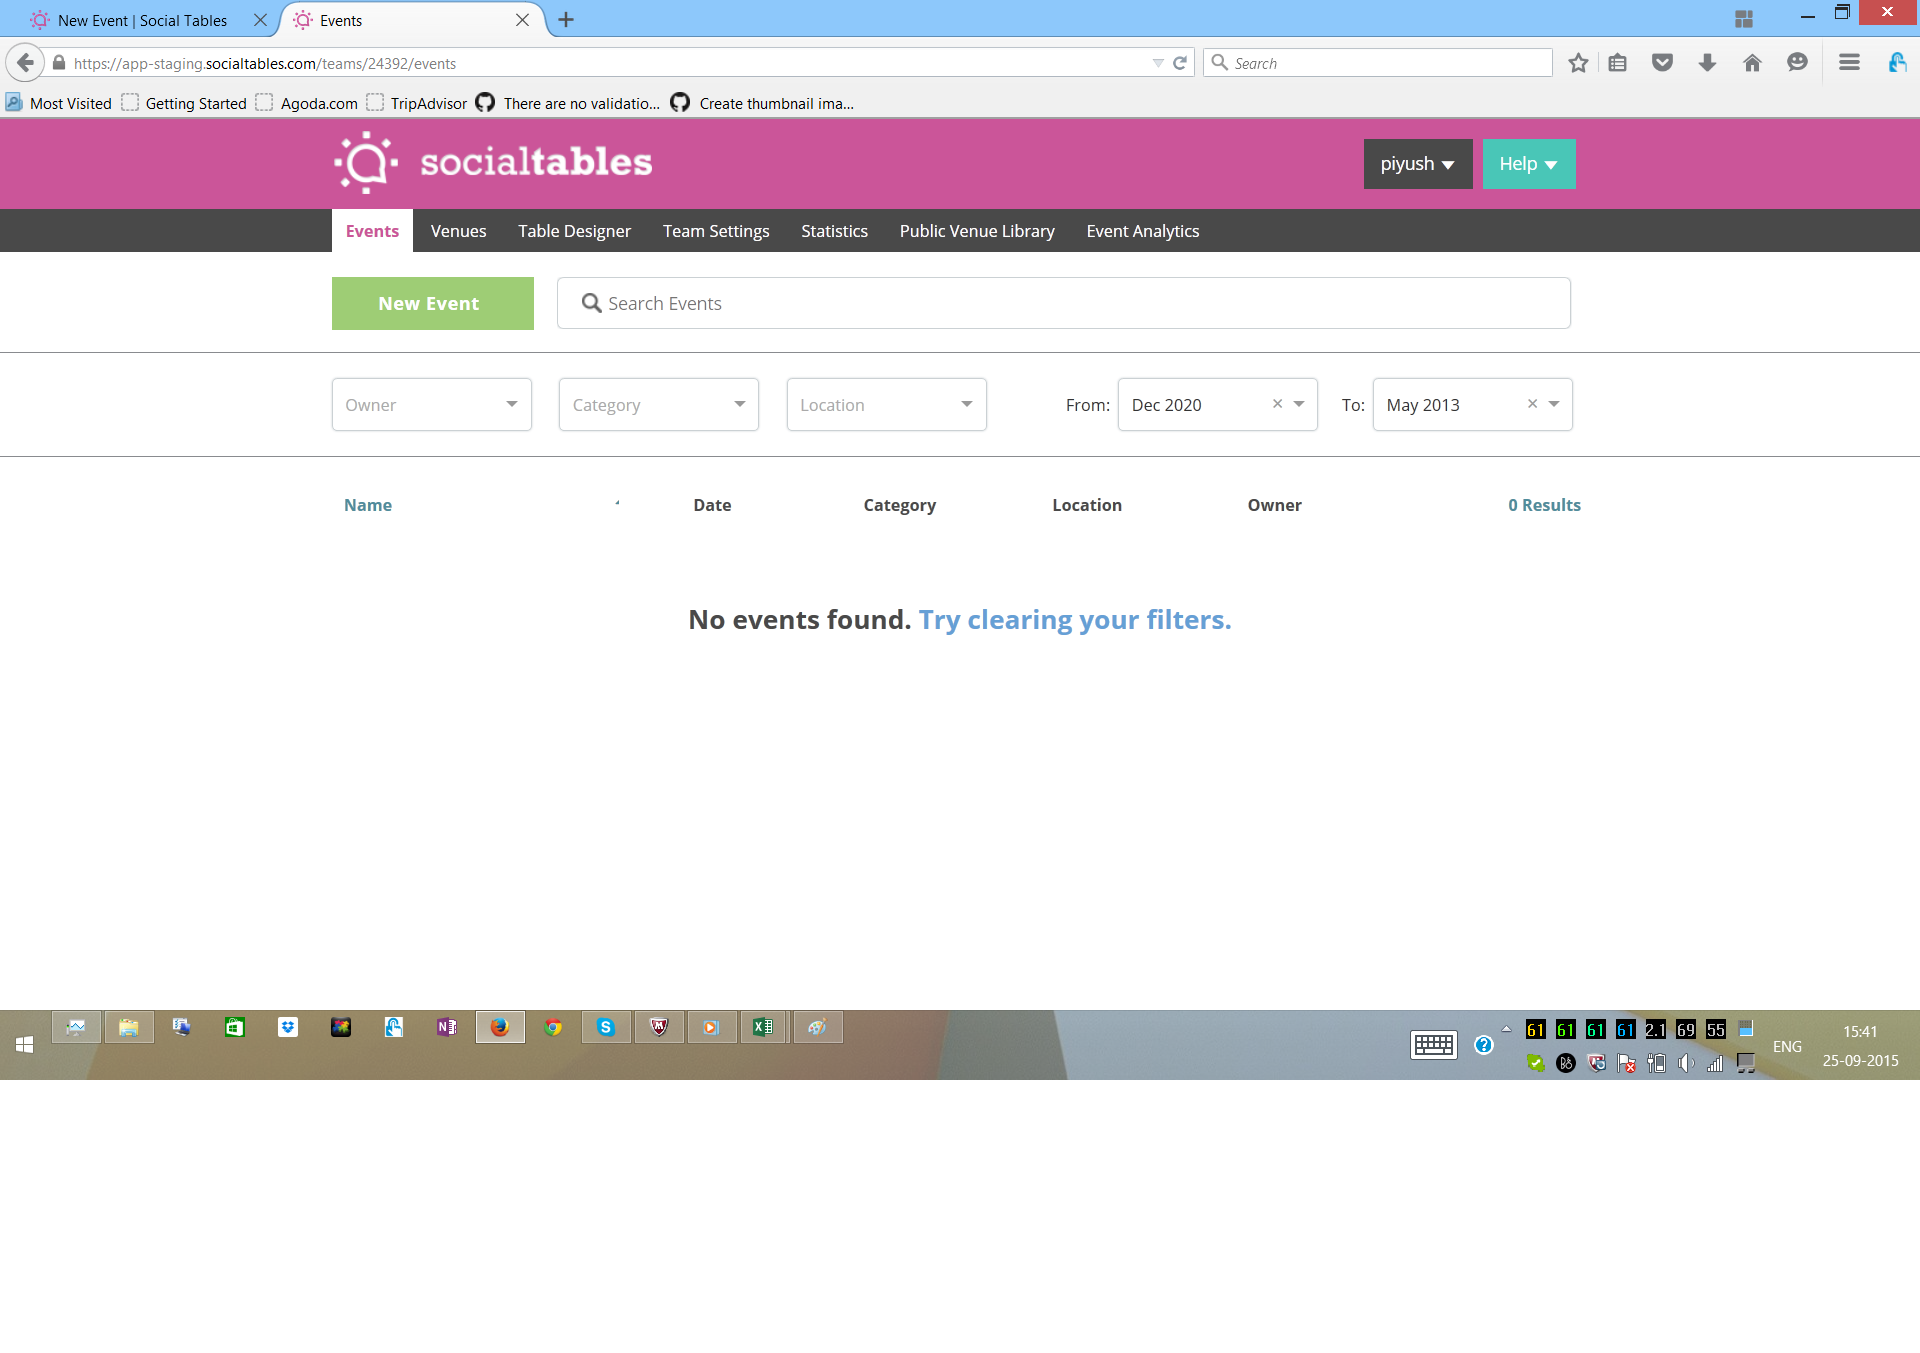 New Event | Social Tables
Events
https://app-staging.socialtables.com/teams/24392/events
Search
Most Visited
Getting Started
Agoda.com
TripAdvisor
There are no validatio...
Create thumbnail ima...
socialtables
piyush
Help
Events
Venues
Table Designer
Team Settings
Statistics
Public Venue Library
Event Analytics
New Event
Search Events
Owner
Category
Location
From:
Dec 2020
To:
May 2013
Name
Date
Category
Location
Owner
0 Results
No events found. Try clearing your filters.
61 61 61 61 2.1 69 55
ENG
15:41
25-09-2015